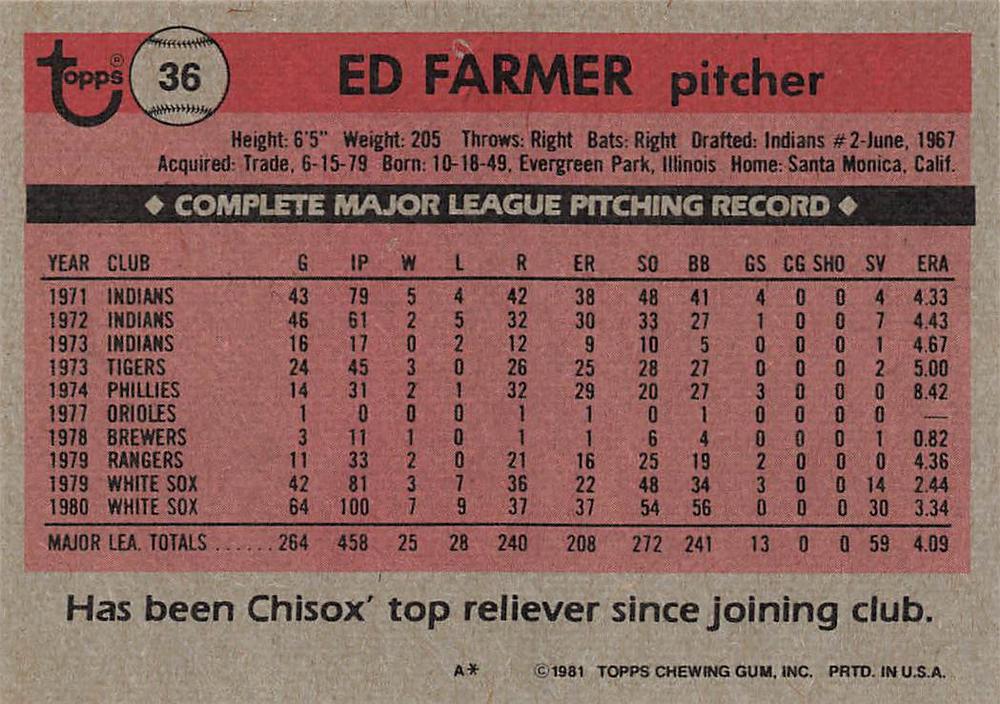 Topps® 36 ED FARMER pitcher
Height: 6'5" Weight: 205 Throws: Right Bats: Right Drafted: Indians #2-June, 1967
Acquired: Trade, 6-15-79 Born: 10-18-49, Evergreen Park, Illinois Home: Santa Monica, Calif.
◆ COMPLETE MAJOR LEAGUE PITCHING RECORD ◆
YEAR CLUB G IP W L R ER SO BB GS CG SHO SV ERA
1971 INDIANS 43 79 5 4 42 38 48 41 4 0 0 4 4.33
1972 INDIANS 46 61 2 5 32 30 33 27 1 0 0 7 4.43
1973 INDIANS 16 17 0 2 12 9 10 5 0 0 0 1 4.67
1973 TIGERS 24 45 3 0 26 25 28 27 0 0 0 2 5.00
1974 PHILLIES 14 31 2 1 32 29 20 27 3 0 0 0 8.42
1977 ORIOLES 1 0 0 0 1 1 0 1 0 0 0 0 —
1978 BREWERS 3 11 1 0 1 1 6 4 0 0 0 1 0.82
1979 RANGERS 11 33 2 0 21 16 25 19 2 0 0 0 4.36
1979 WHITE SOX 42 81 3 7 36 22 48 34 3 0 0 14 2.44
1980 WHITE SOX 64 100 7 9 37 37 54 56 0 0 0 30 3.34
MAJOR LEA. TOTALS ......264 458 25 28 240 208 272 241 13 0 0 59 4.09
Has been Chisox' top reliever since joining club.
A* ©1981 TOPPS CHEWING GUM, INC. PRTD. IN U.S.A.